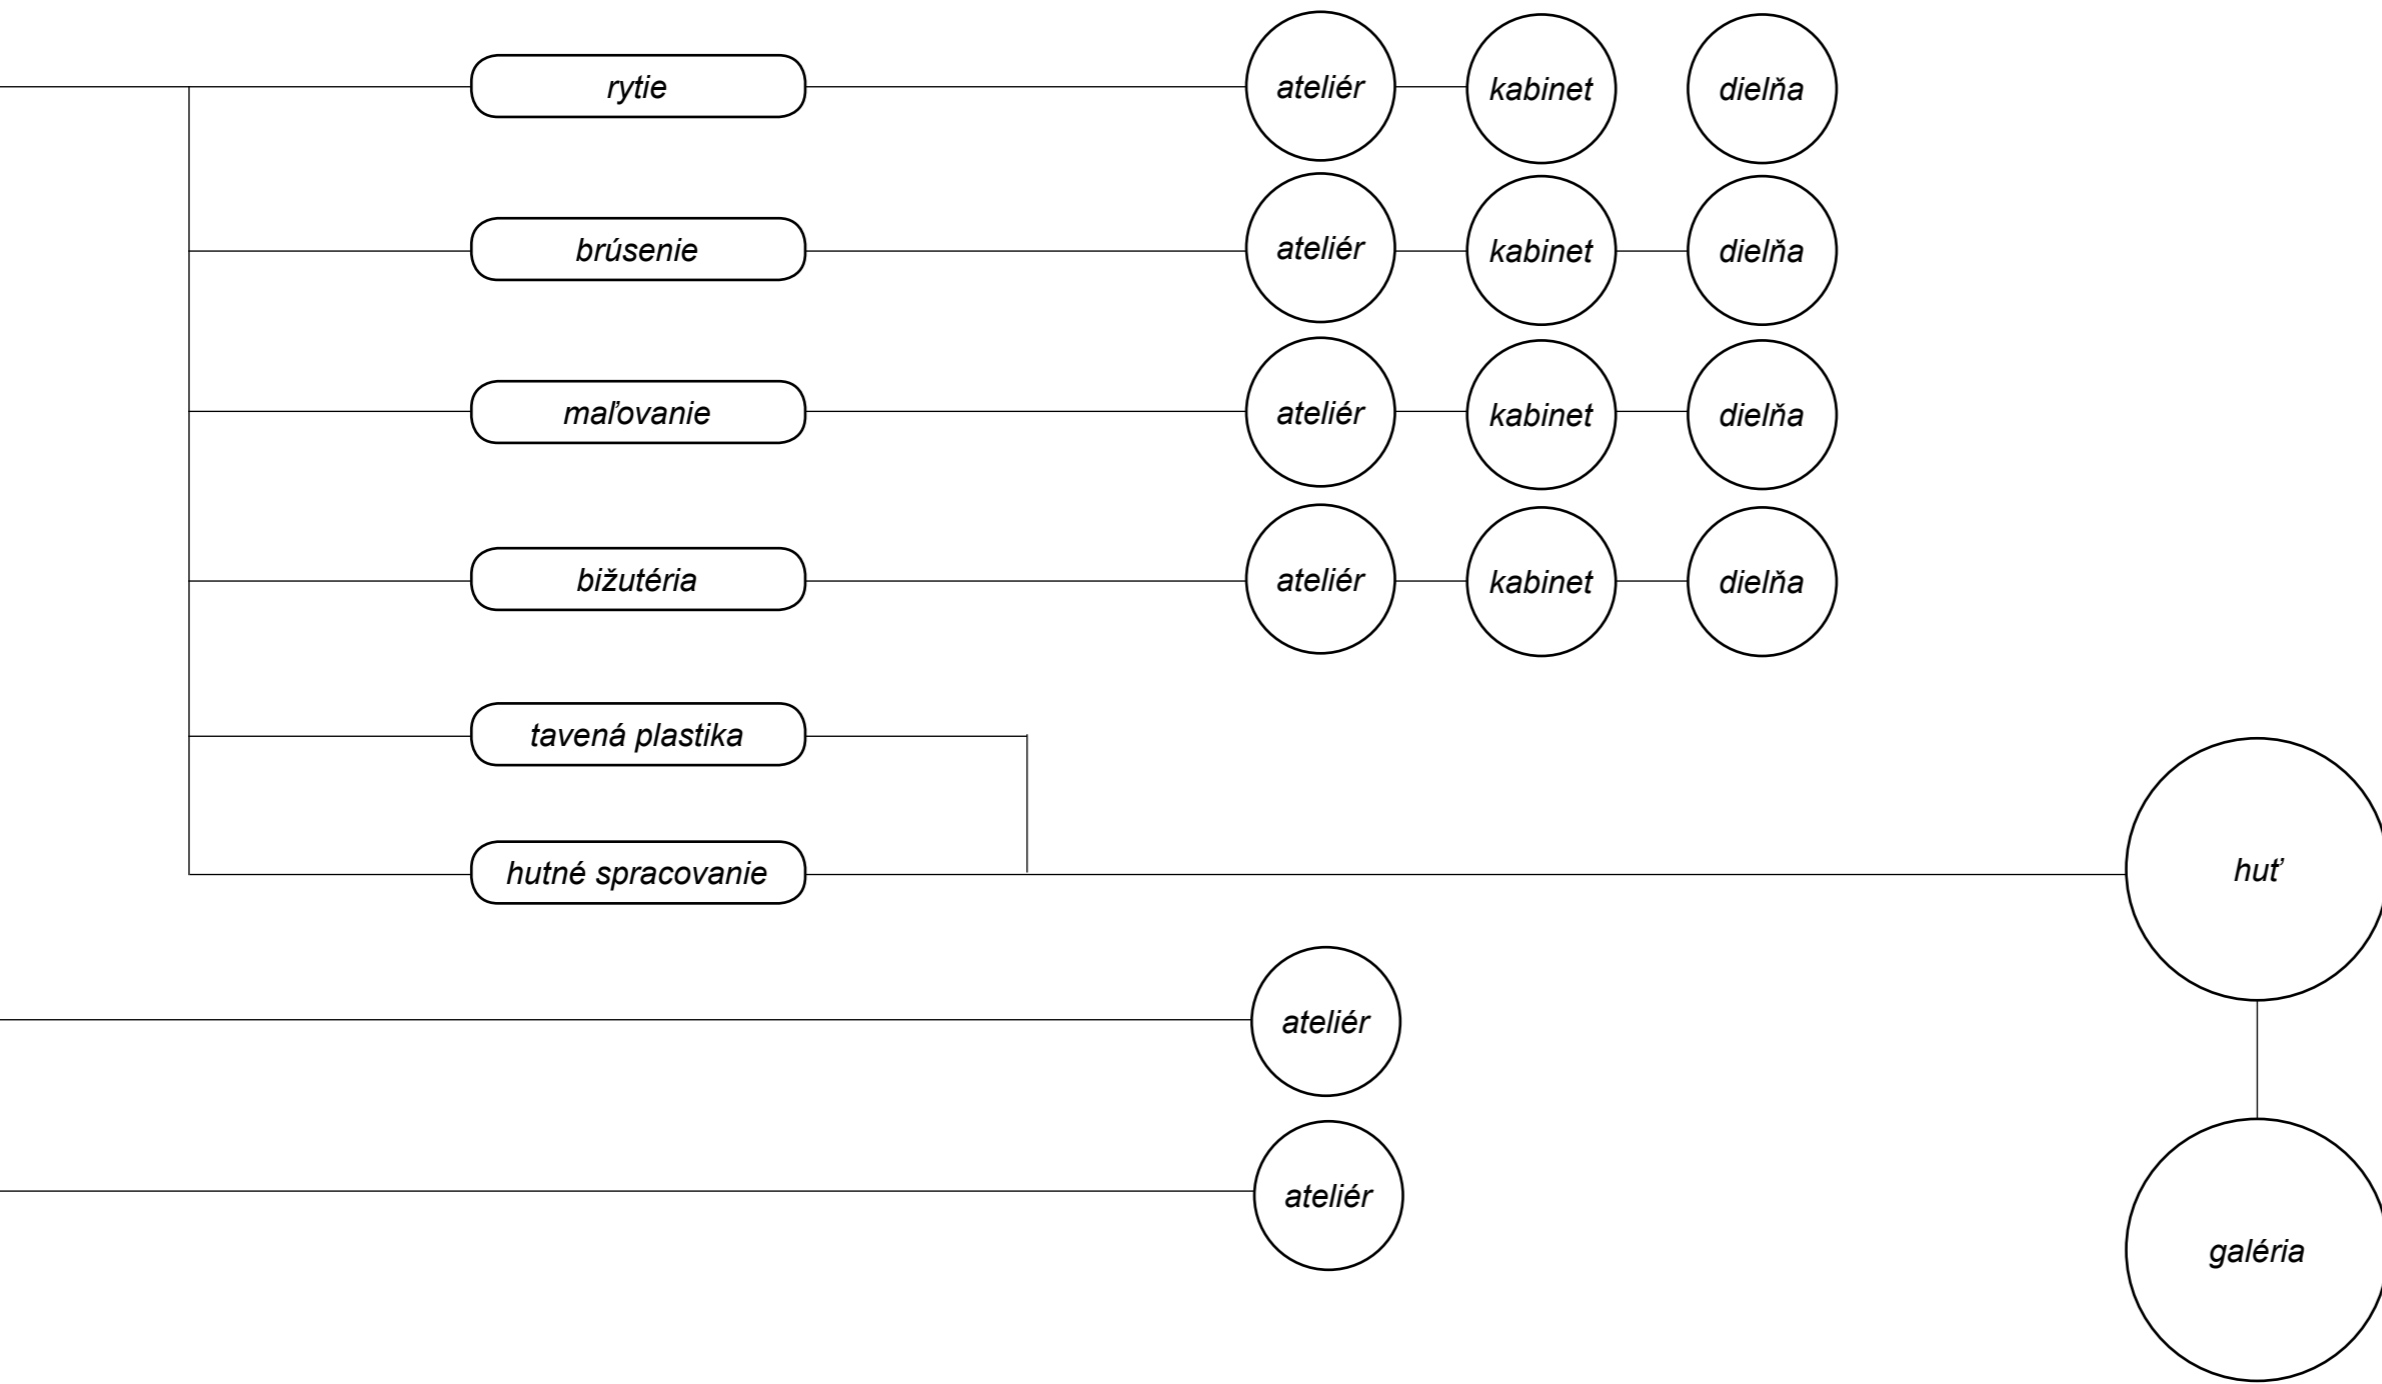 rytie ateliér kabinet dielňa
brúsenie ateliér kabinet dielňa
maľovanie ateliér kabinet dielňa
bižutéria ateliér kabinet dielňa
tavená plastika
hutné spracovanie huť
ateliér
ateliér
galéria